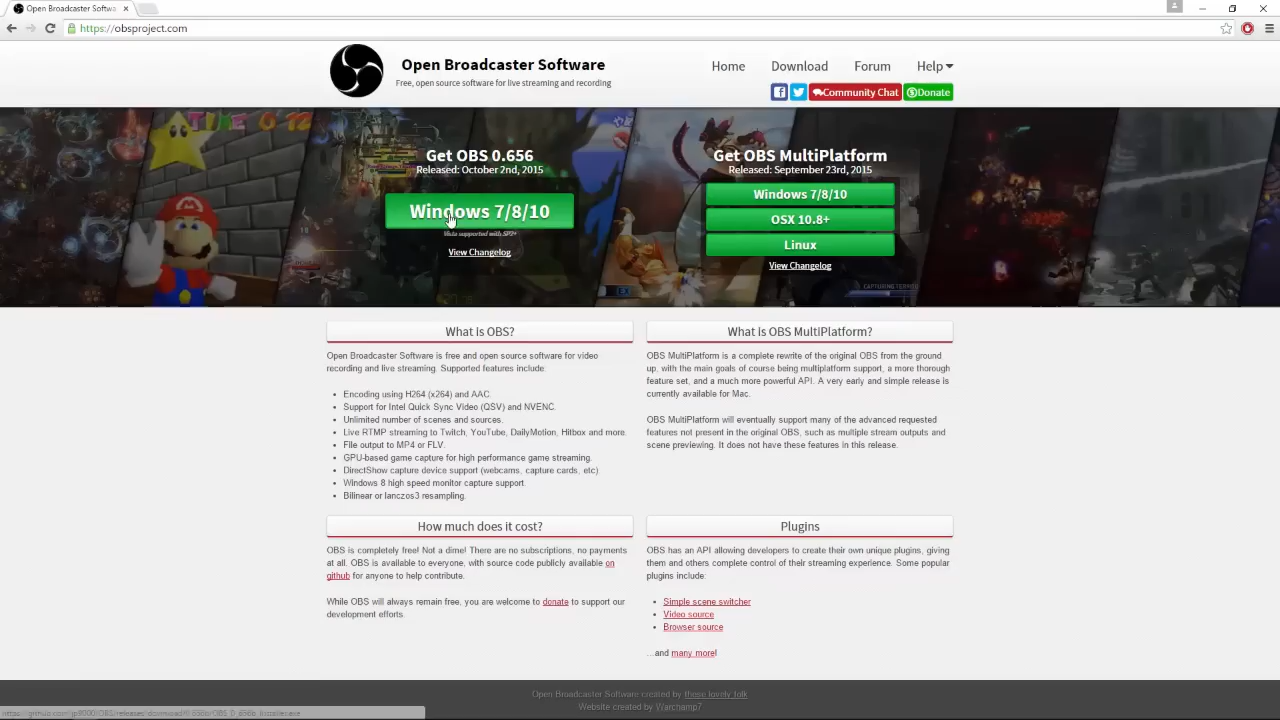 Open Broadcaster Softwa
https://obsproject.com
Open Broadcaster Software
Free, open source software for live streaming and recording
Home
Download
Forum
Help
Community Chat
Donate
Get OBS 0.656
Released: October 2nd, 2015
Windows 7/8/10
Vista supported with SP2+
View Changelog
Get OBS MultiPlatform
Released: September 23rd, 2015
Windows 7/8/10
OSX 10.8+
Linux
View Changelog
What is OBS?
Open Broadcaster Software is free and open source software for video
recording and live streaming. Supported features include:
Encoding using H264 (x264) and AAC.
Support for Intel Quick Sync Video (QSV) and NVENC.
Unlimited number of scenes and sources.
Live RTMP streaming to Twitch, YouTube, DailyMotion, Hitbox and more.
File output to MP4 or FLV.
GPU-based game capture for high performance game streaming.
DirectShow capture device support (webcams, capture cards, etc).
Windows 8 high speed monitor capture support.
Bilinear or lanczos3 resampling.
What is OBS MultiPlatform?
OBS MultiPlatform is a complete rewrite of the original OBS from the ground
up, with the main goals of course being multiplatform support, a more thorough
feature set, and a much more powerful API. A very early and simple release is
currently available for Mac.
OBS MultiPlatform will eventually support many of the advanced requested
features not present in the original OBS, such as multiple stream outputs and
scene previewing. It does not have these features in this release.
How much does it cost?
OBS is completely free! Not a dime! There are no subscriptions, no payments
at all. OBS is available to everyone, with source code publicly available on
github for anyone to help contribute.
While OBS will always remain free, you are welcome to donate to support our
development efforts.
Plugins
OBS has an API allowing developers to create their own unique plugins, giving
them and others complete control of their streaming experience. Some popular
plugins include:
Simple scene switcher
Video source
Browser source
...and many more!
Open Broadcaster Software created by these lovely folk
Website created by Warchamp7